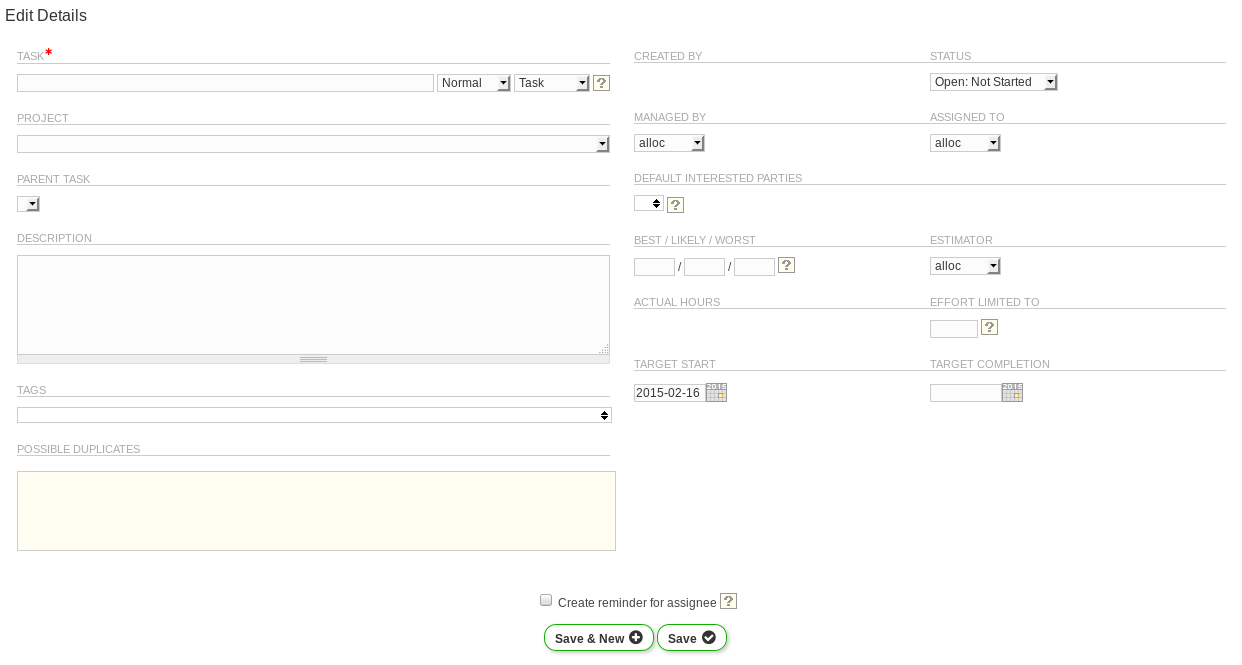 Edit Details
TASK*
Normal Task ?
PROJECT
PARENT TASK
DESCRIPTION
TAGS
POSSIBLE DUPLICATES
CREATED BY STATUS
Open: Not Started
MANAGED BY ASSIGNED TO
alloc alloc
DEFAULT INTERESTED PARTIES
?
BEST / LIKELY / WORST ESTIMATOR
/ / ? alloc
ACTUAL HOURS EFFORT LIMITED TO
?
TARGET START TARGET COMPLETION
2015-02-16 2015 2015
Create reminder for assignee ?
Save & New Save